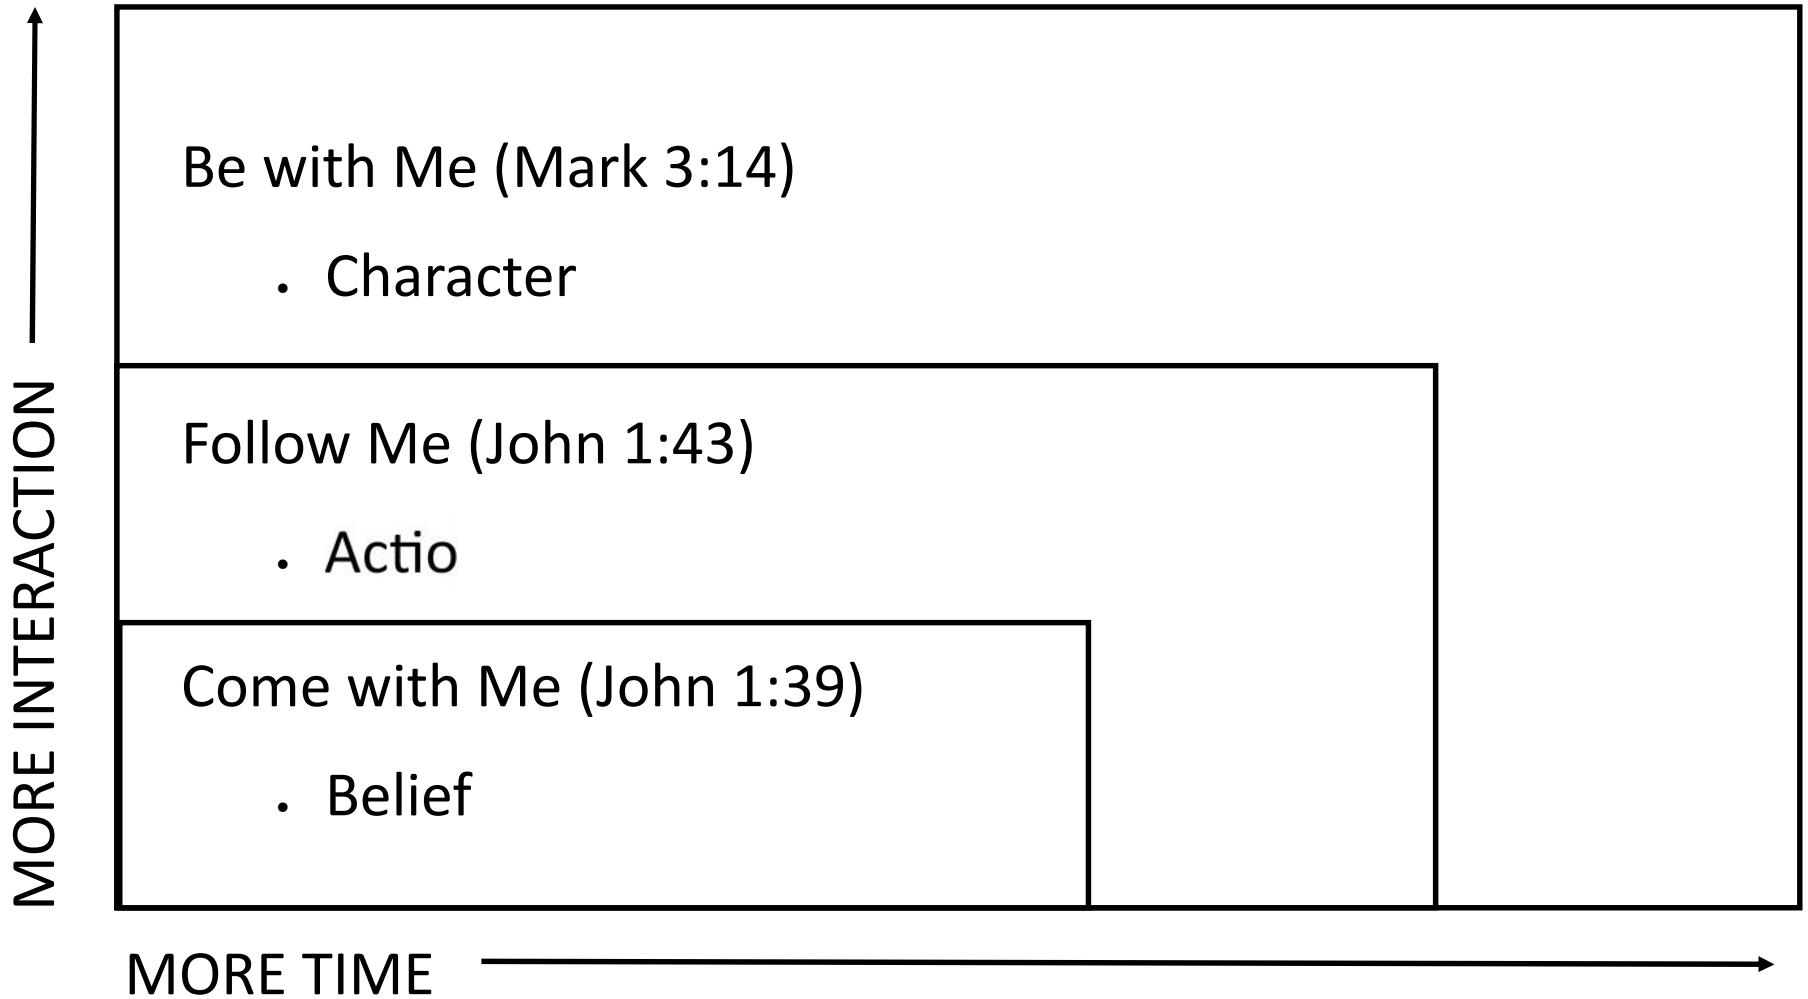 Be with Me (Mark 3:14)
• Character
Follow Me (John 1:43)
• Actio
Come with Me (John 1:39)
• Belief
MORE INTERACTION
MORE TIME